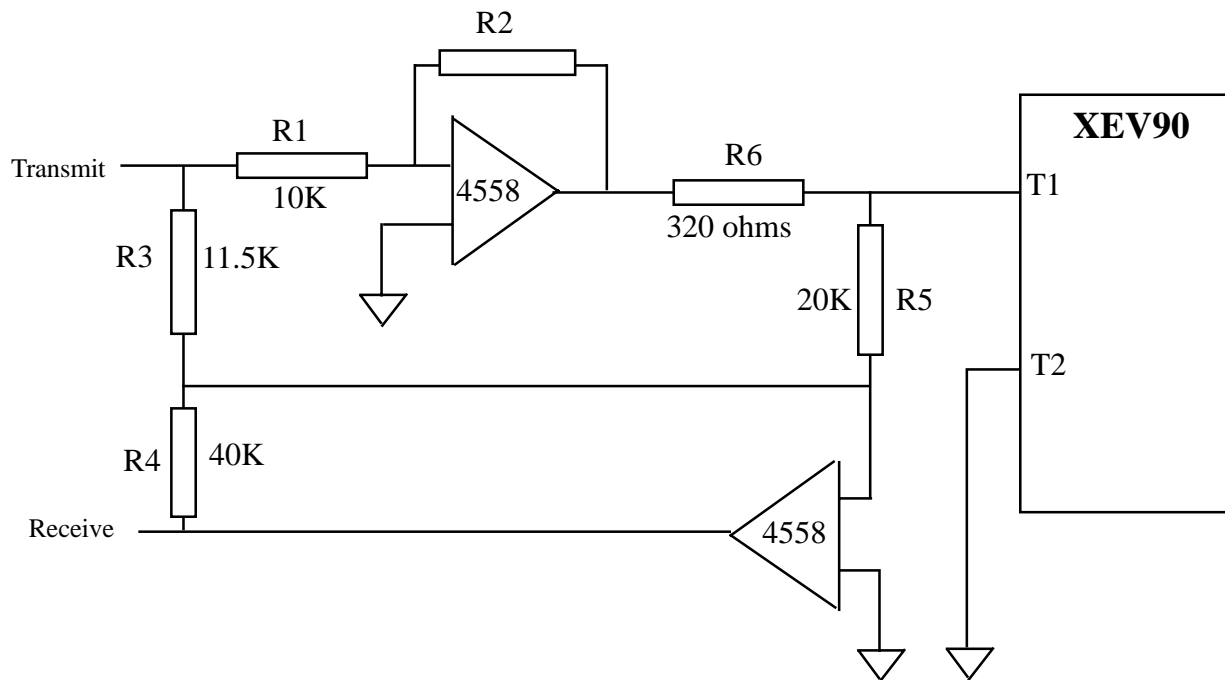 R2
XEV90
R1
Transmit
10K
4558
R6
320 ohms
T1
R3
11.5K
20K
R5
T2
R4
40K
Receive
4558